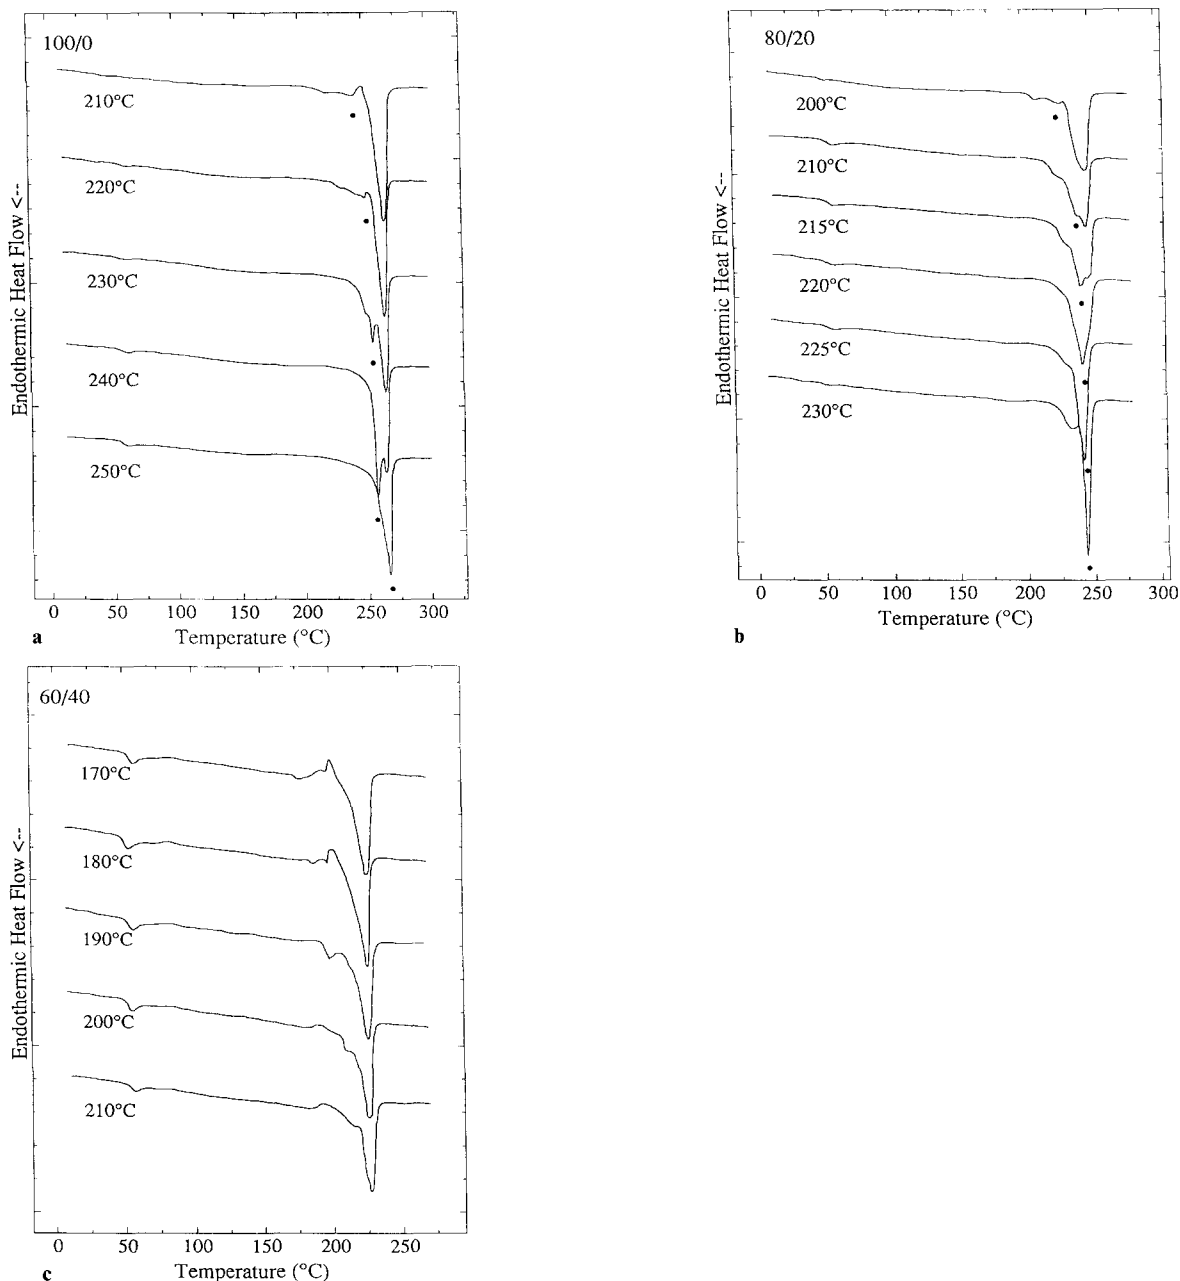 100/0
210°C
220°C
230°C
240°C
250°C
Endothermic Heat Flow <--
0 50 100 150 200 250 300
a Temperature (°C)
80/20
200°C
210°C
215°C
220°C
225°C
230°C
Endothermic Heat Flow <--
0 50 100 150 200 250 300
b Temperature (°C)
60/40
170°C
180°C
190°C
200°C
210°C
Endothermic Heat Flow <--
0 50 100 150 200 250
c Temperature (°C)